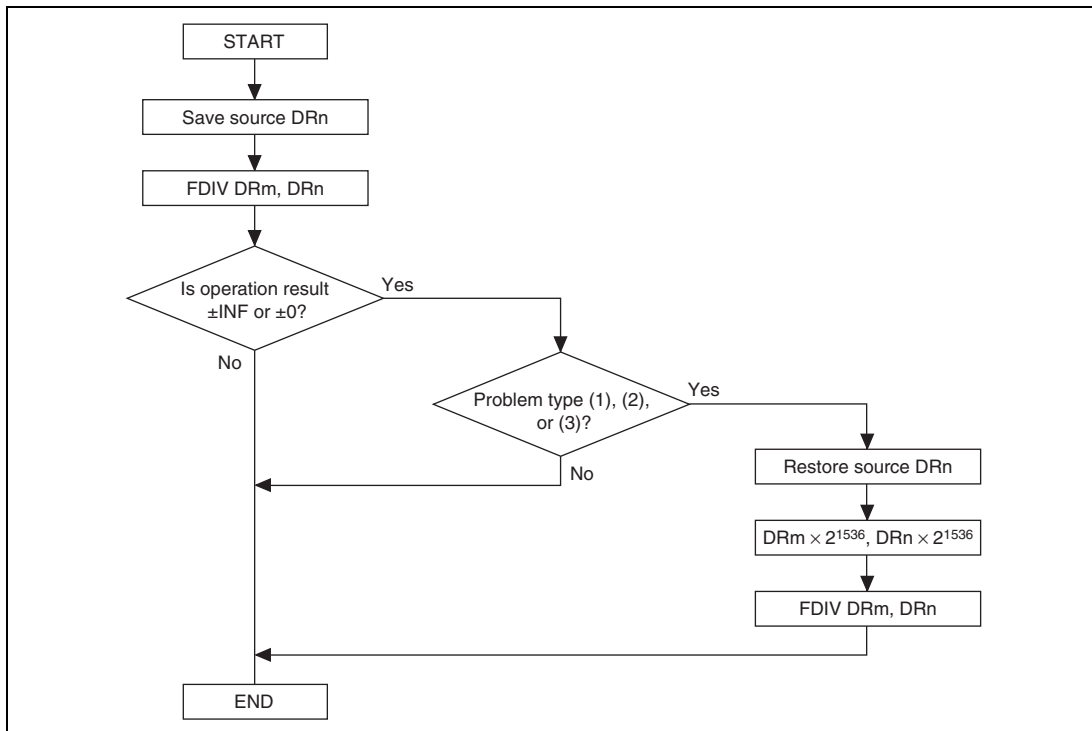 START
Save source DRn
FDIV DRm, DRn
Is operation result
±INF or ±0?
Yes
No
Problem type (1), (2),
or (3)?
Yes
No
Restore source DRn
DRm × 2¹⁵³⁶, DRn × 2¹⁵³⁶
FDIV DRm, DRn
END